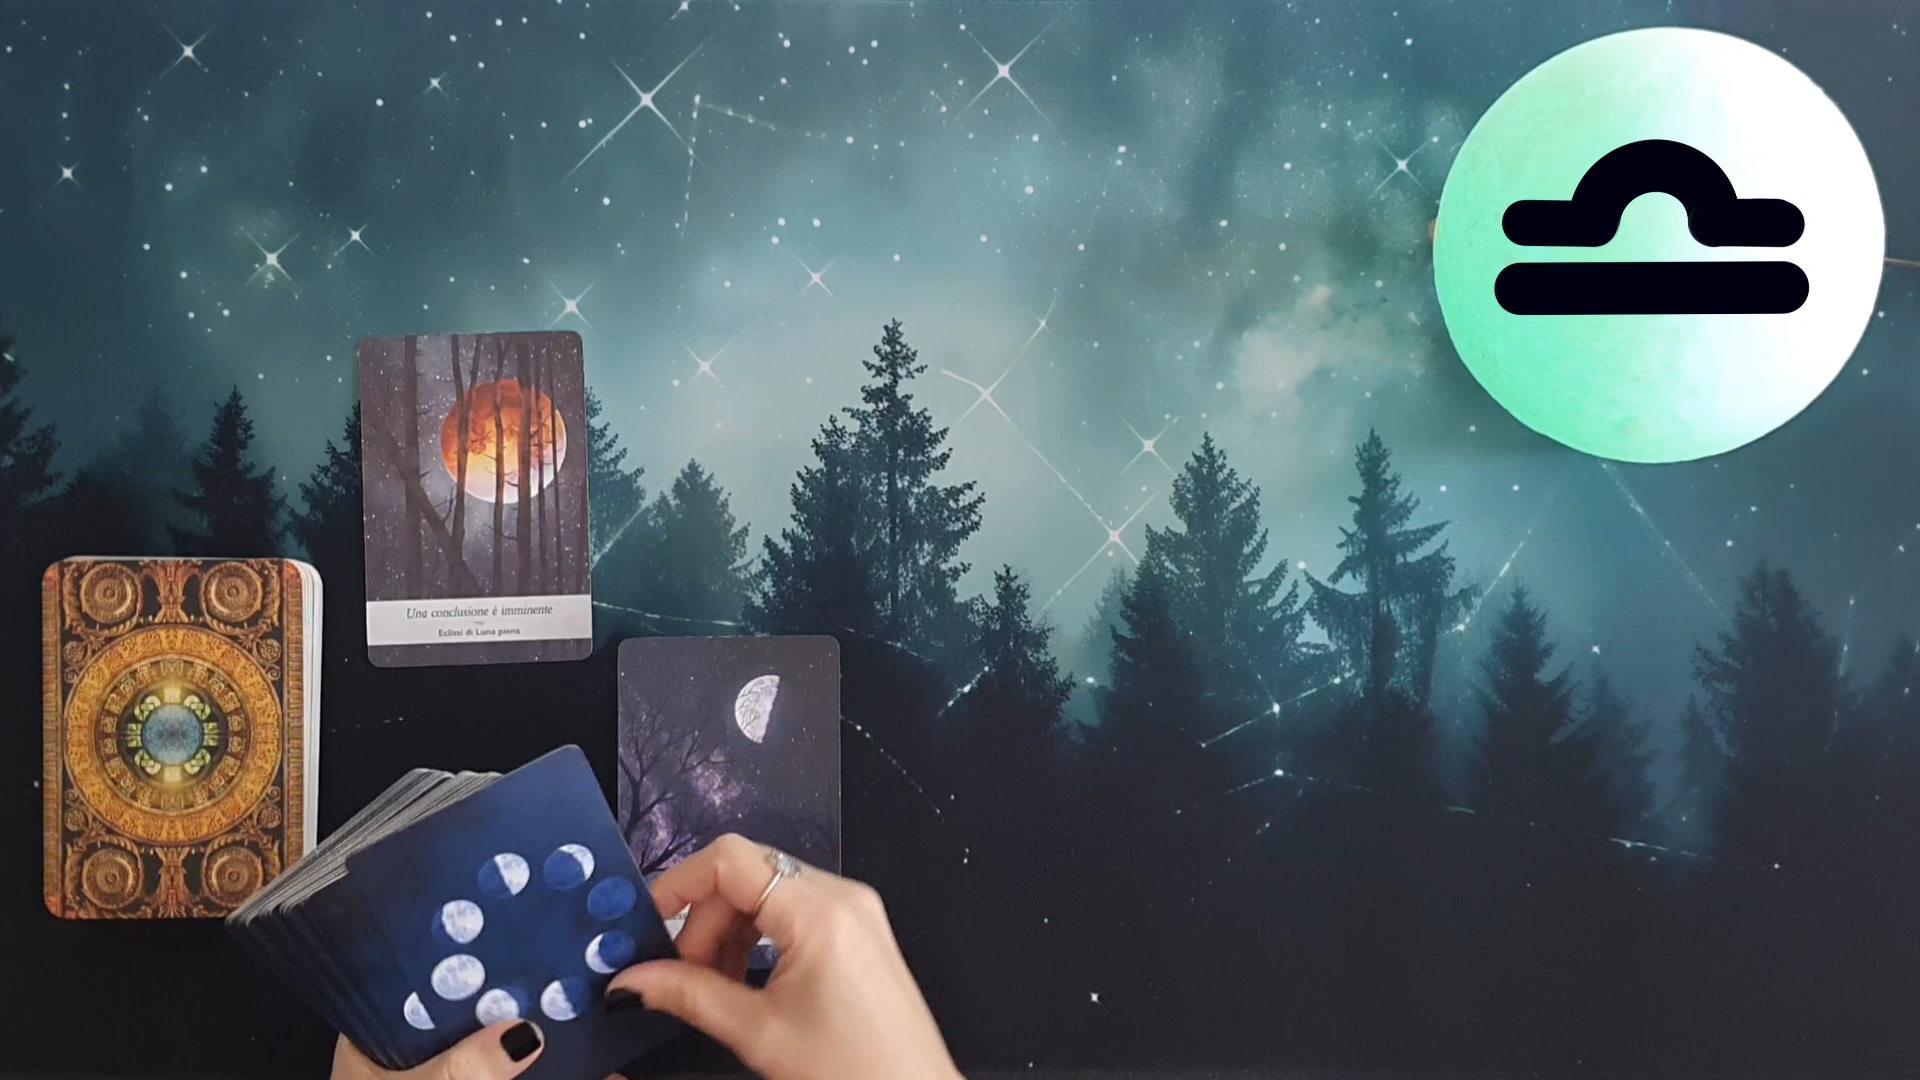 Una conclusione è imminente
Eclissi di Luna piena